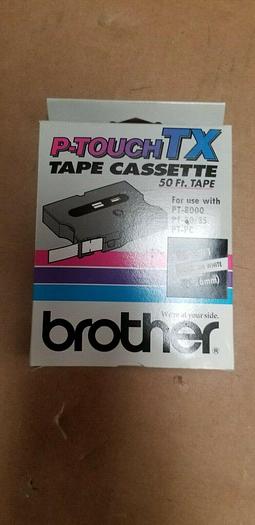 P-TOUCH TX
TAPE CASSETTE
50 FT. TAPE
For use with
PT-8000
PT-PC
WHITE
We're at your side.
brother®